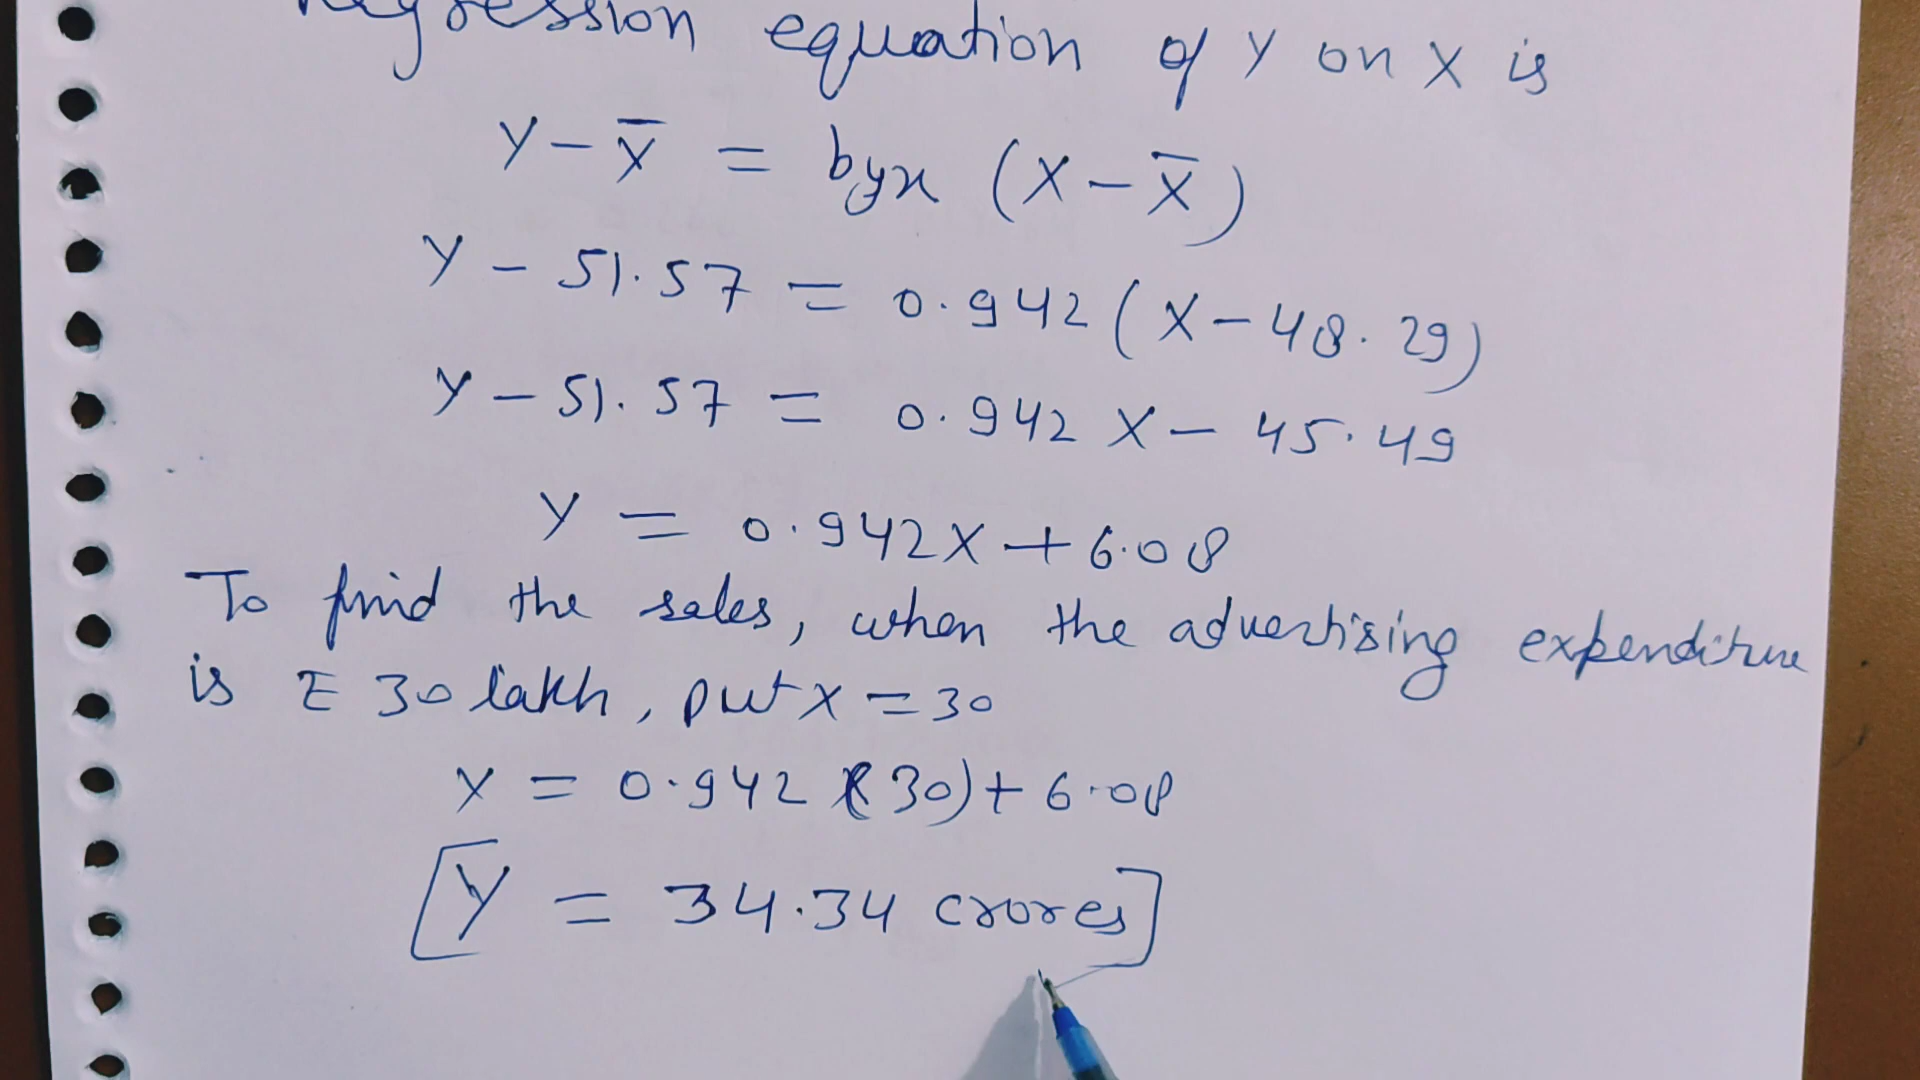 Regression equation of Y on X is
Y - X̅ = byx (X - X̅)
Y - 51.57 = 0.942 (X - 48.29)
Y - 51.57 = 0.942 X - 45.49
Y = 0.942X + 6.08
To find the sales, when the advertising expenditure
is ₹ 30 lakh, put X = 30
Y = 0.942 (30) + 6.08
[Y = 34.34 crores]